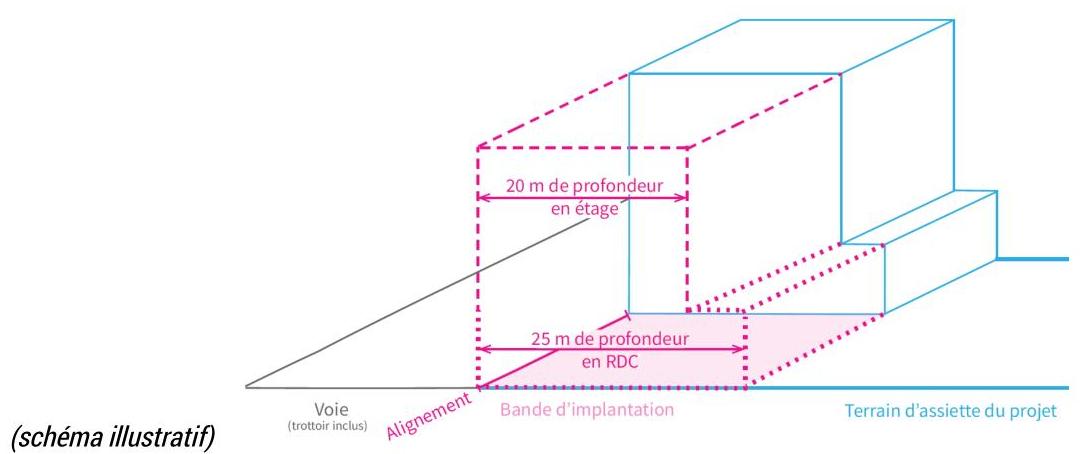 20 m de profondeur
en étage
25 m de profondeur
en RDC
Alignement
Voie
(trottoir inclus)
Bande d'implantation
Terrain d'assiette du projet
(schéma illustratif)